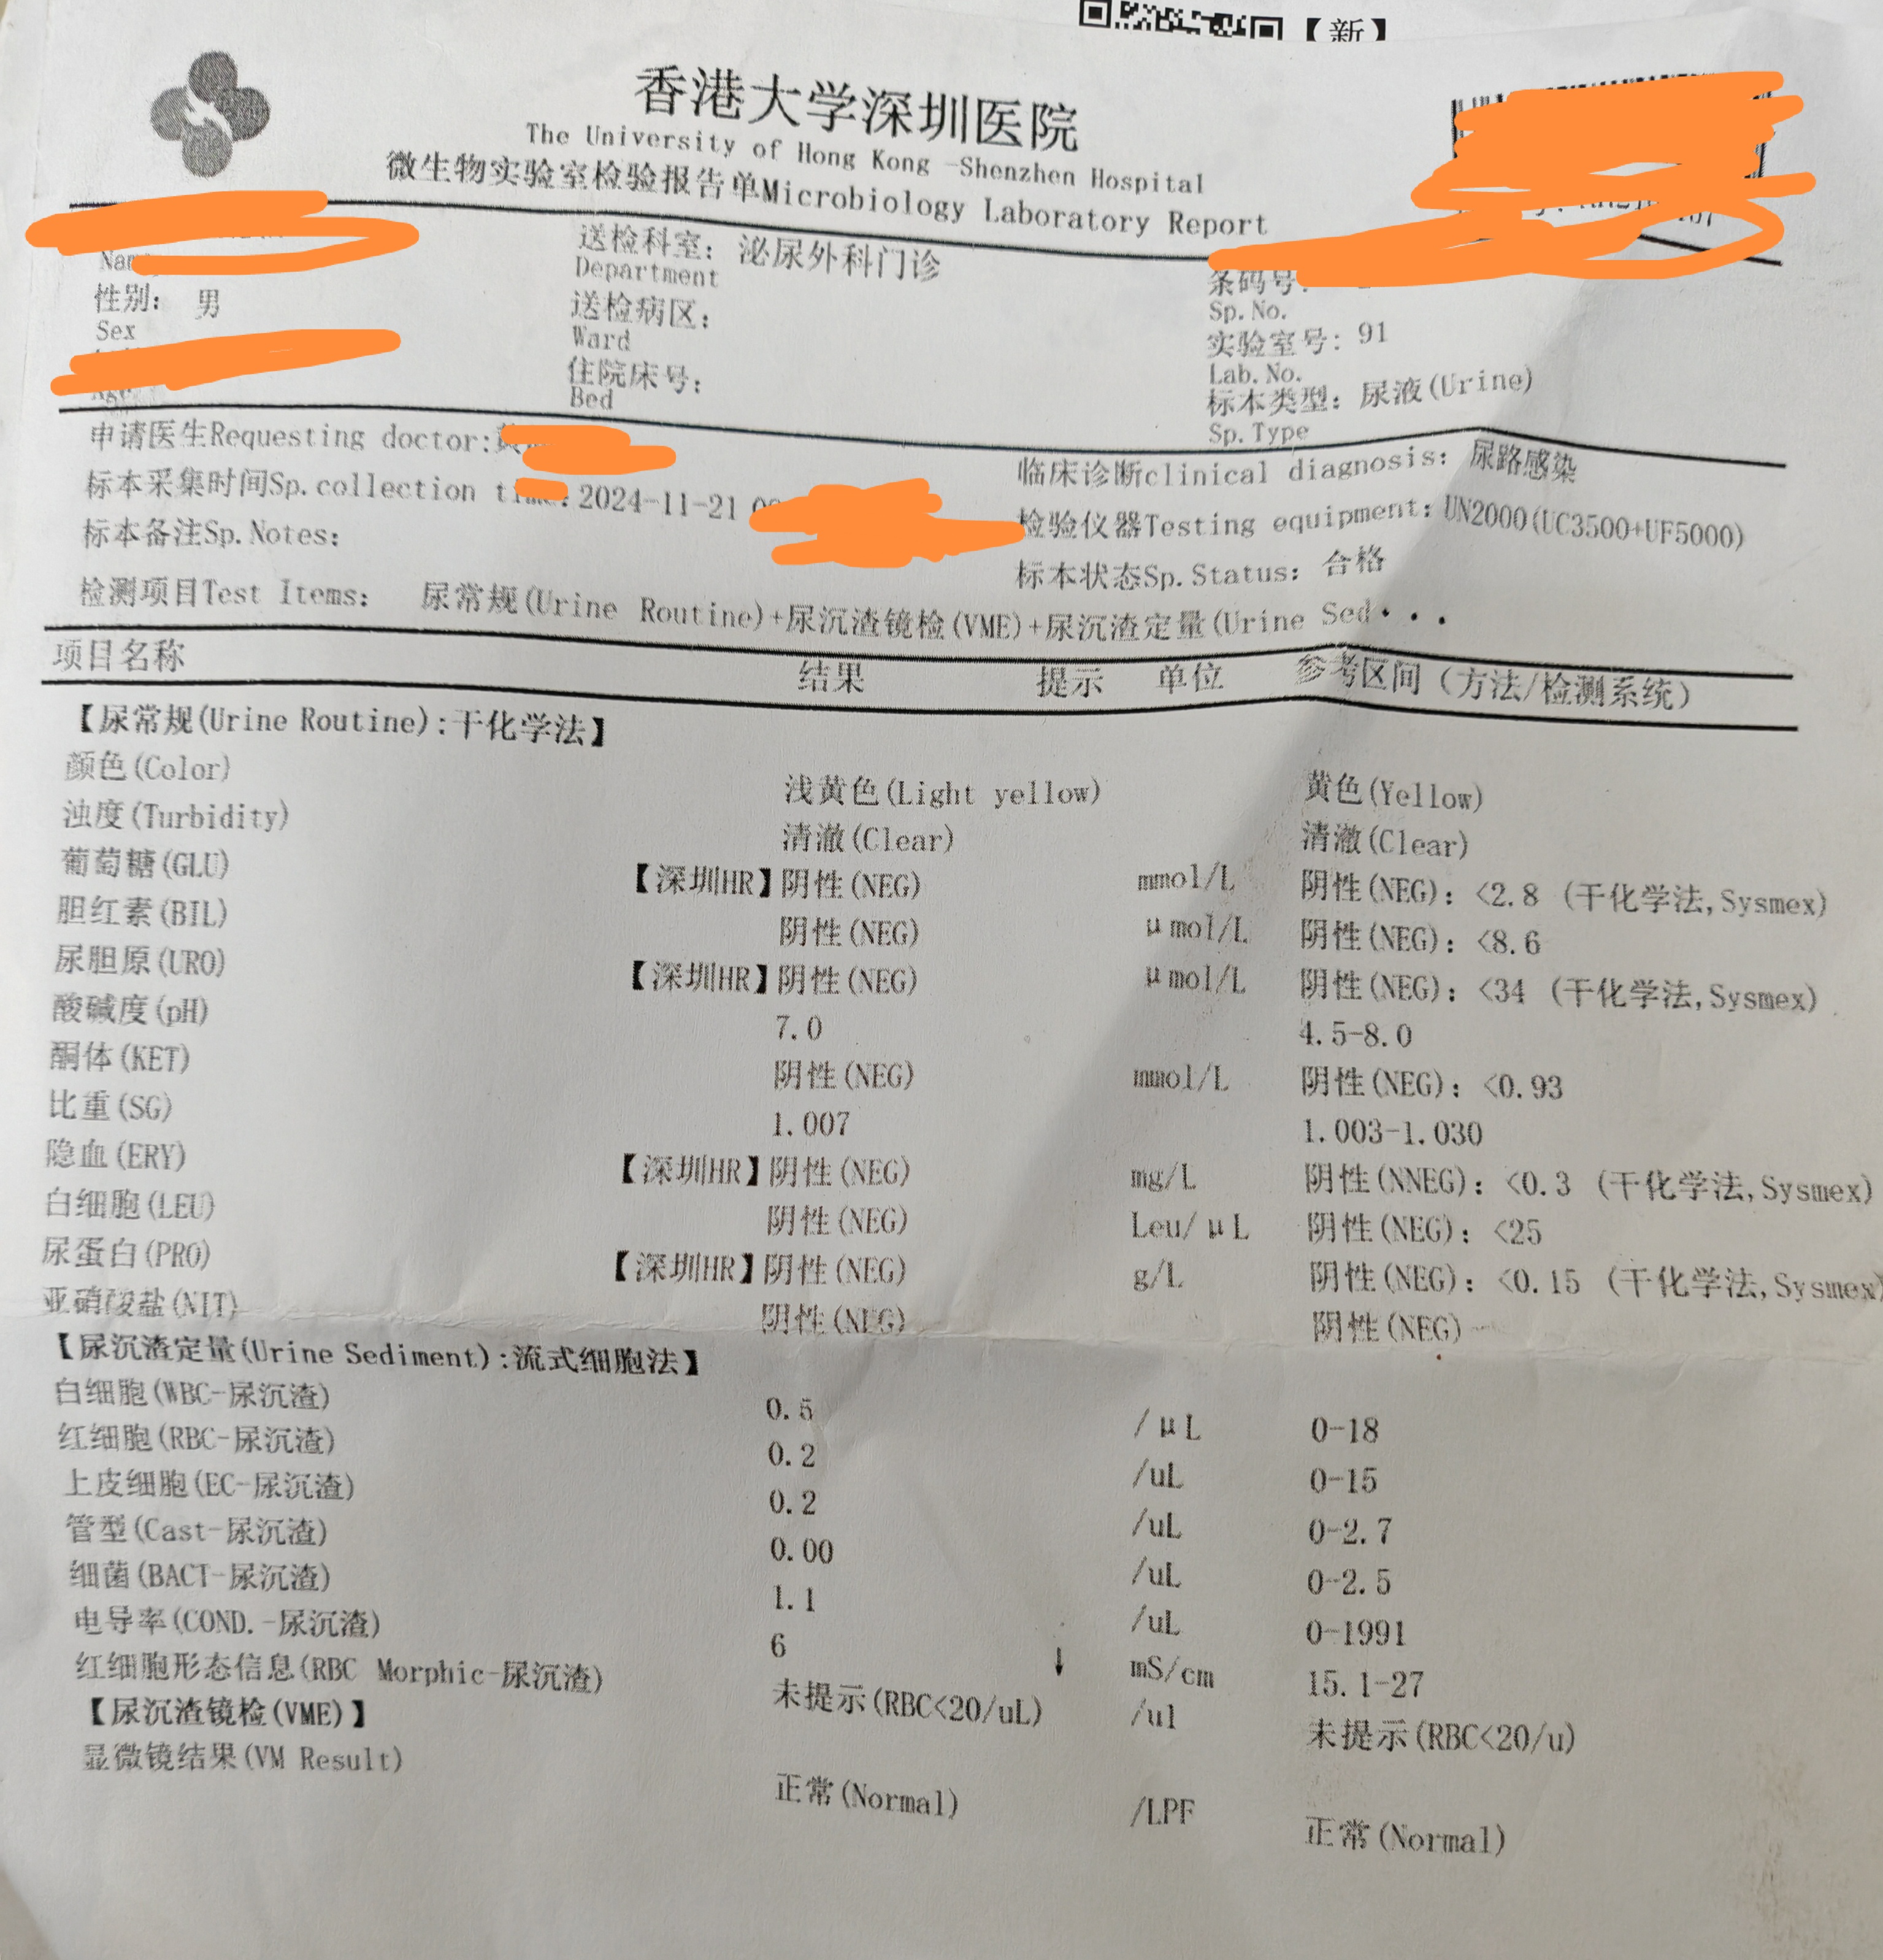 【新】
香港大学深圳医院
The University of Hong Kong -Shenzhen Hospital
微生物实验室检验报告单Microbiology Laboratory Report
送检科室: 泌尿外科门诊
Department
条码号:
Sp.No.
性别: 男
Sex
送检病区:
Ward
实验室号: 91
Lab.No.
住院床号:
Bed
标本类型: 尿液(Urine)
Sp.Type
申请医生Requesting doctor:
临床诊断clinical diagnosis: 尿路感染
标本采集时间Sp.collection 2024-11-21
检验仪器Testing equipment: UN2000(UC3500+UF5000)
标本备注Sp.Notes:
标本状态Sp.Status: 合格
检测项目Test Items: 尿常规(Urine Routine)+尿沉渣镜检(VME)+尿沉渣定量(Urine Sed···
项目名称 结果 提示 单位 参考区间(方法/检测系统)
【尿常规(Urine Routine):干化学法】
颜色(Color) 浅黄色(Light yellow) 黄色(Yellow)
浊度(Turbidity) 清澈(Clear) 清澈(Clear)
葡萄糖(GLU) 【深圳HR】阴性(NEG) mmol/L 阴性(NEG): <2.8 (干化学法,Sysmex)
胆红素(BIL) 阴性(NEG) μmol/L 阴性(NEG): <8.6
尿胆原(URO) 【深圳HR】阴性(NEG) μmol/L 阴性(NEG): <34 (干化学法,Sysmex)
酸碱度(pH) 7.0 4.5-8.0
酮体(KET) 阴性(NEG) mmol/L 阴性(NEG): <0.93
比重(SG) 1.007 1.003-1.030
隐血(ERY) 【深圳HR】阴性(NEG) mg/L 阴性(NNEG): <0.3 (干化学法,Sysmex)
白细胞(LEU) 阴性(NEG) Leu/μL 阴性(NEG): <25
尿蛋白(PRO) 【深圳HR】阴性(NEG) g/L 阴性(NEG): <0.15 (干化学法,Sysmex)
亚硝酸盐(NIT) 阴性(NEG) 阴性(NEG)
【尿沉渣定量(Urine Sediment):流式细胞法】
白细胞(WBC-尿沉渣) 0.5 /μL 0-18
红细胞(RBC-尿沉渣) 0.2 /uL 0-15
上皮细胞(EC-尿沉渣) 0.2 /uL 0-2.7
管型(Cast-尿沉渣) 0.00 /uL 0-2.5
细菌(BACT-尿沉渣) 1.1 /uL 0-1991
电导率(COND.-尿沉渣) 6 ↓ mS/cm 15.1-27
红细胞形态信息(RBC Morphic-尿沉渣) 未提示(RBC<20/uL) /ul 未提示(RBC<20/u)
【尿沉渣镜检(VME)】
显微镜结果(VM Result) 正常(Normal) /LPF 正常(Normal)